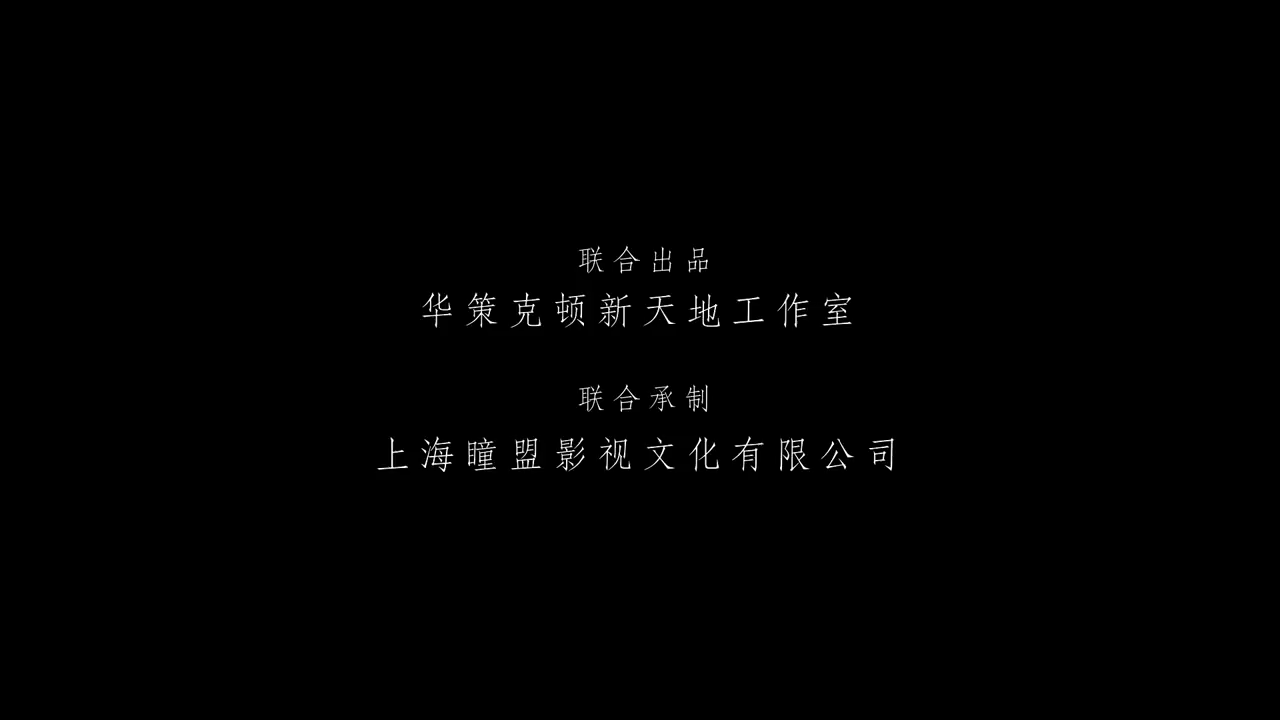 联合出品
华策克顿新天地工作室
联合承制
上海瞳盟影视文化有限公司